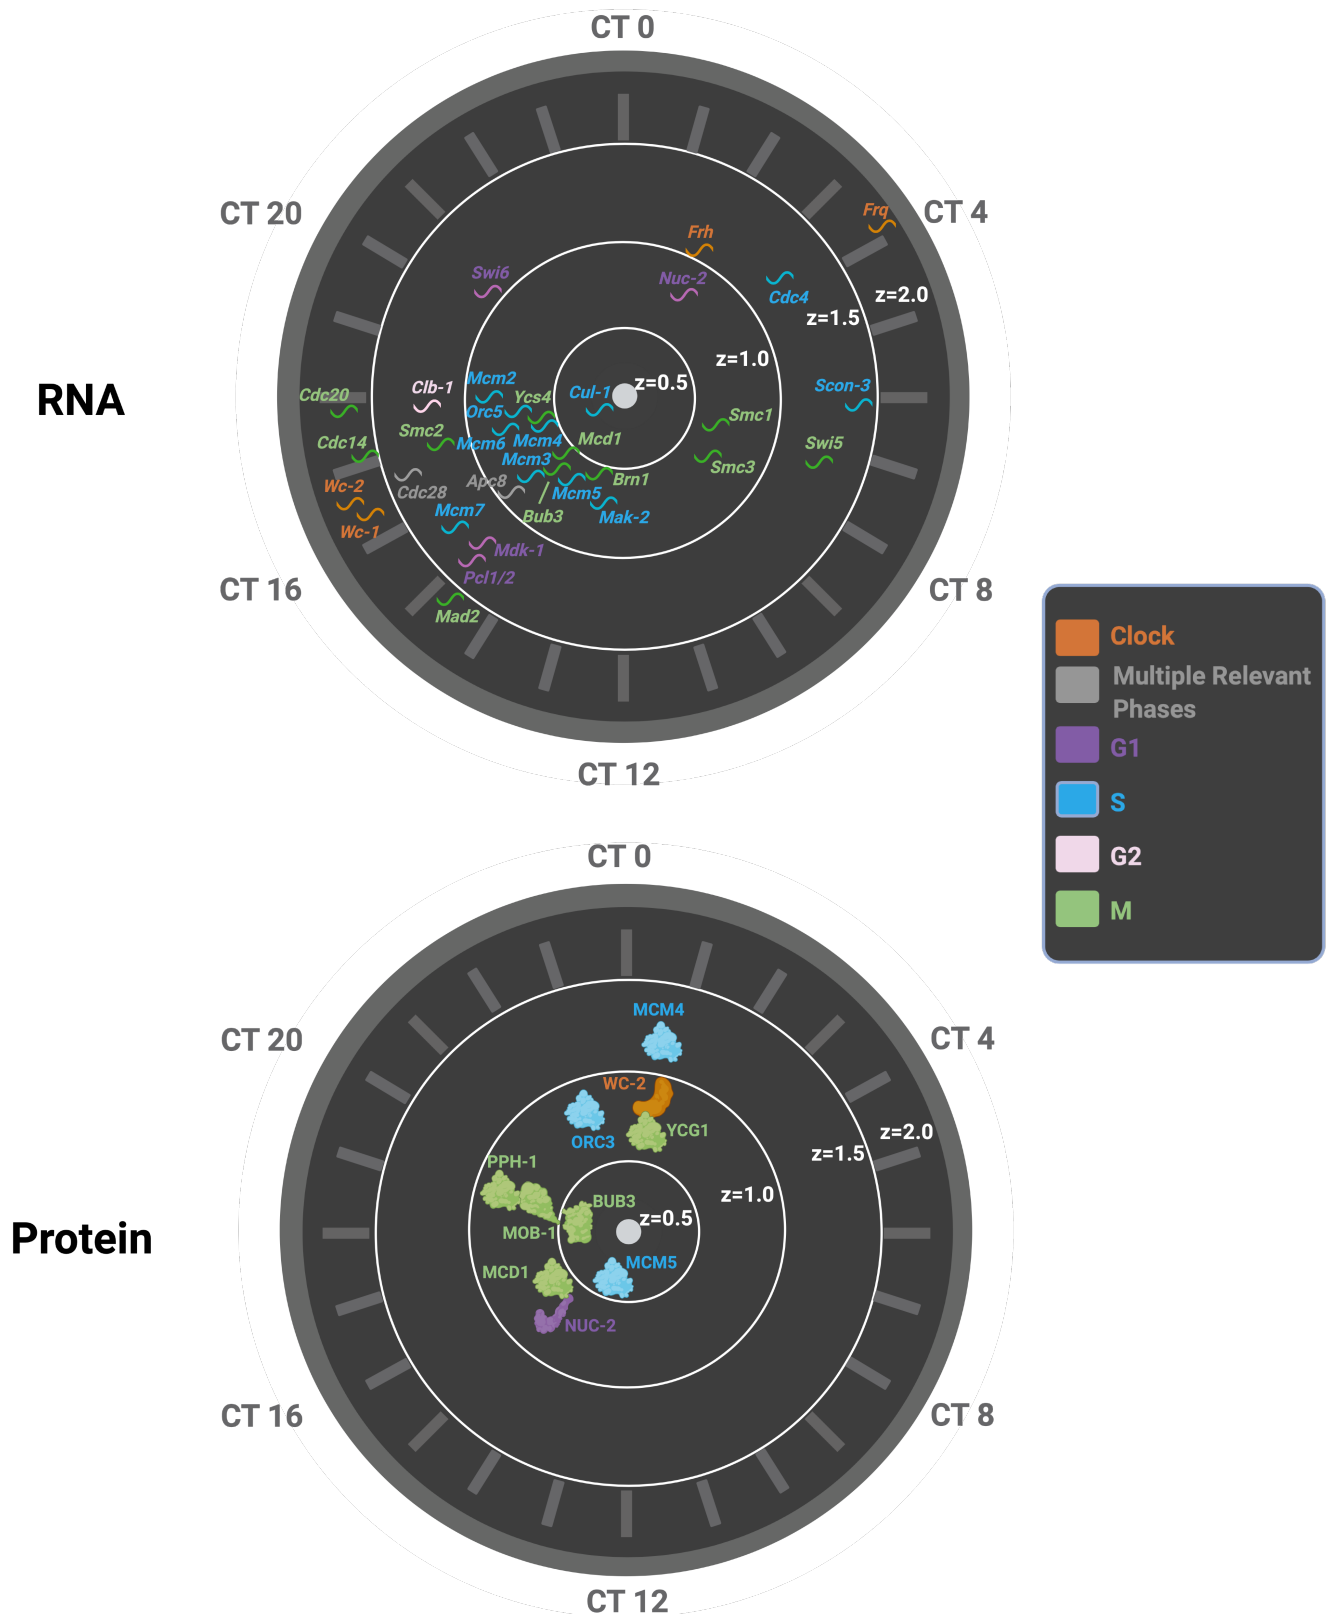 CT 0
CT 20
CT 4
Frq
Frh
Swi6
Nuc-2
Cdc4
z=2.0
z=1.5
z=1.0
z=0.5
RNA
Cdc20
Clb-1
Mcm2
Ycs4
Cul-1
Scon-3
Orc5
Smc1
Cdc14
Smc2
Mcm6
Mcm4
Mcd1
Swi5
Mcm3
Smc3
Wc-2
Cdc28
Apc8
Mcm5
Brn1
Wc-1
Mcm7
Bub3
Mak-2
Mdk-1
Pcl1/2
Mad2
CT 16
CT 8
CT 12
Clock
Multiple Relevant
Phases
G1
S
G2
M
CT 0
CT 20
CT 4
MCM4
WC-2
YCG1
ORC3
z=2.0
z=1.5
PPH-1
z=1.0
BUB3
z=0.5
MOB-1
Protein
MCD1
MCM5
NUC-2
CT 16
CT 8
CT 12